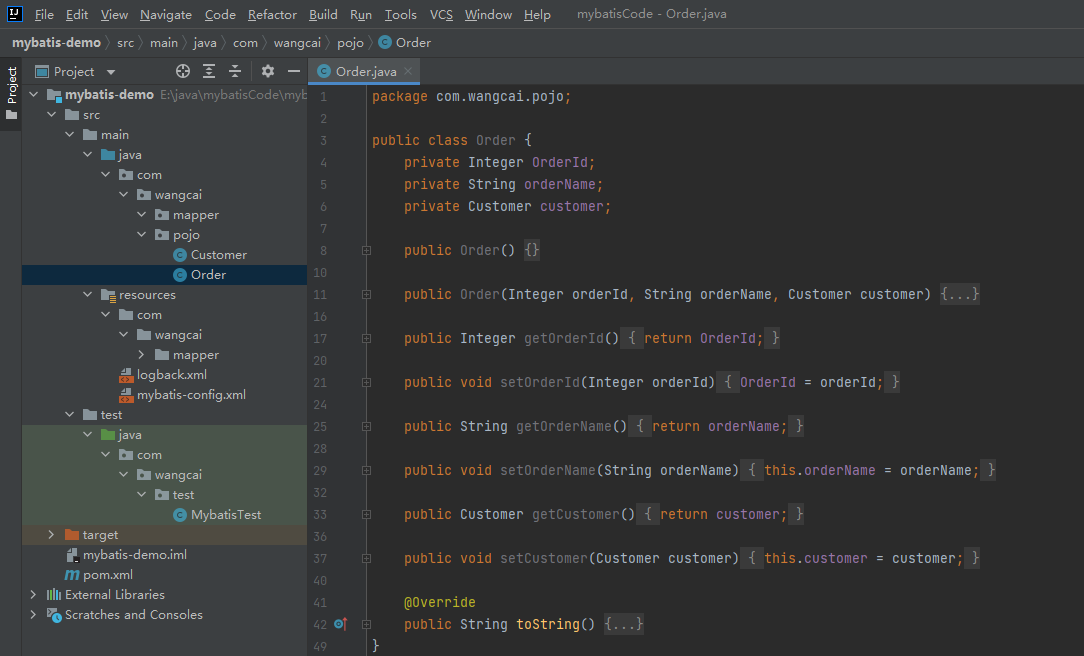 File Edit View Navigate Code Refactor Build Run Tools VCS Window Help mybatisCode - Order.java
mybatis-demo src main java com wangcai pojo Order
Project
Project
Order.java
mybatis-demo E:\java\mybatisCode\myb
src
main
java
com
wangcai
mapper
pojo
Customer
Order
resources
com
wangcai
mapper
logback.xml
mybatis-config.xml
test
java
com
wangcai
test
MybatisTest
target
mybatis-demo.iml
pom.xml
External Libraries
Scratches and Consoles
1 package com.wangcai.pojo;
2
3 public class Order {
4 private Integer OrderId;
5 private String orderName;
6 private Customer customer;
7
8 public Order() {}
10
11 public Order(Integer orderId, String orderName, Customer customer) {...}
16
17 public Integer getOrderId() { return OrderId; }
20
21 public void setOrderId(Integer orderId) { OrderId = orderId; }
24
25 public String getOrderName() { return orderName; }
28
29 public void setOrderName(String orderName) { this.orderName = orderName; }
32
33 public Customer getCustomer() { return customer; }
36
37 public void setCustomer(Customer customer) { this.customer = customer; }
40
41 @Override
42 public String toString() {...}
49 }